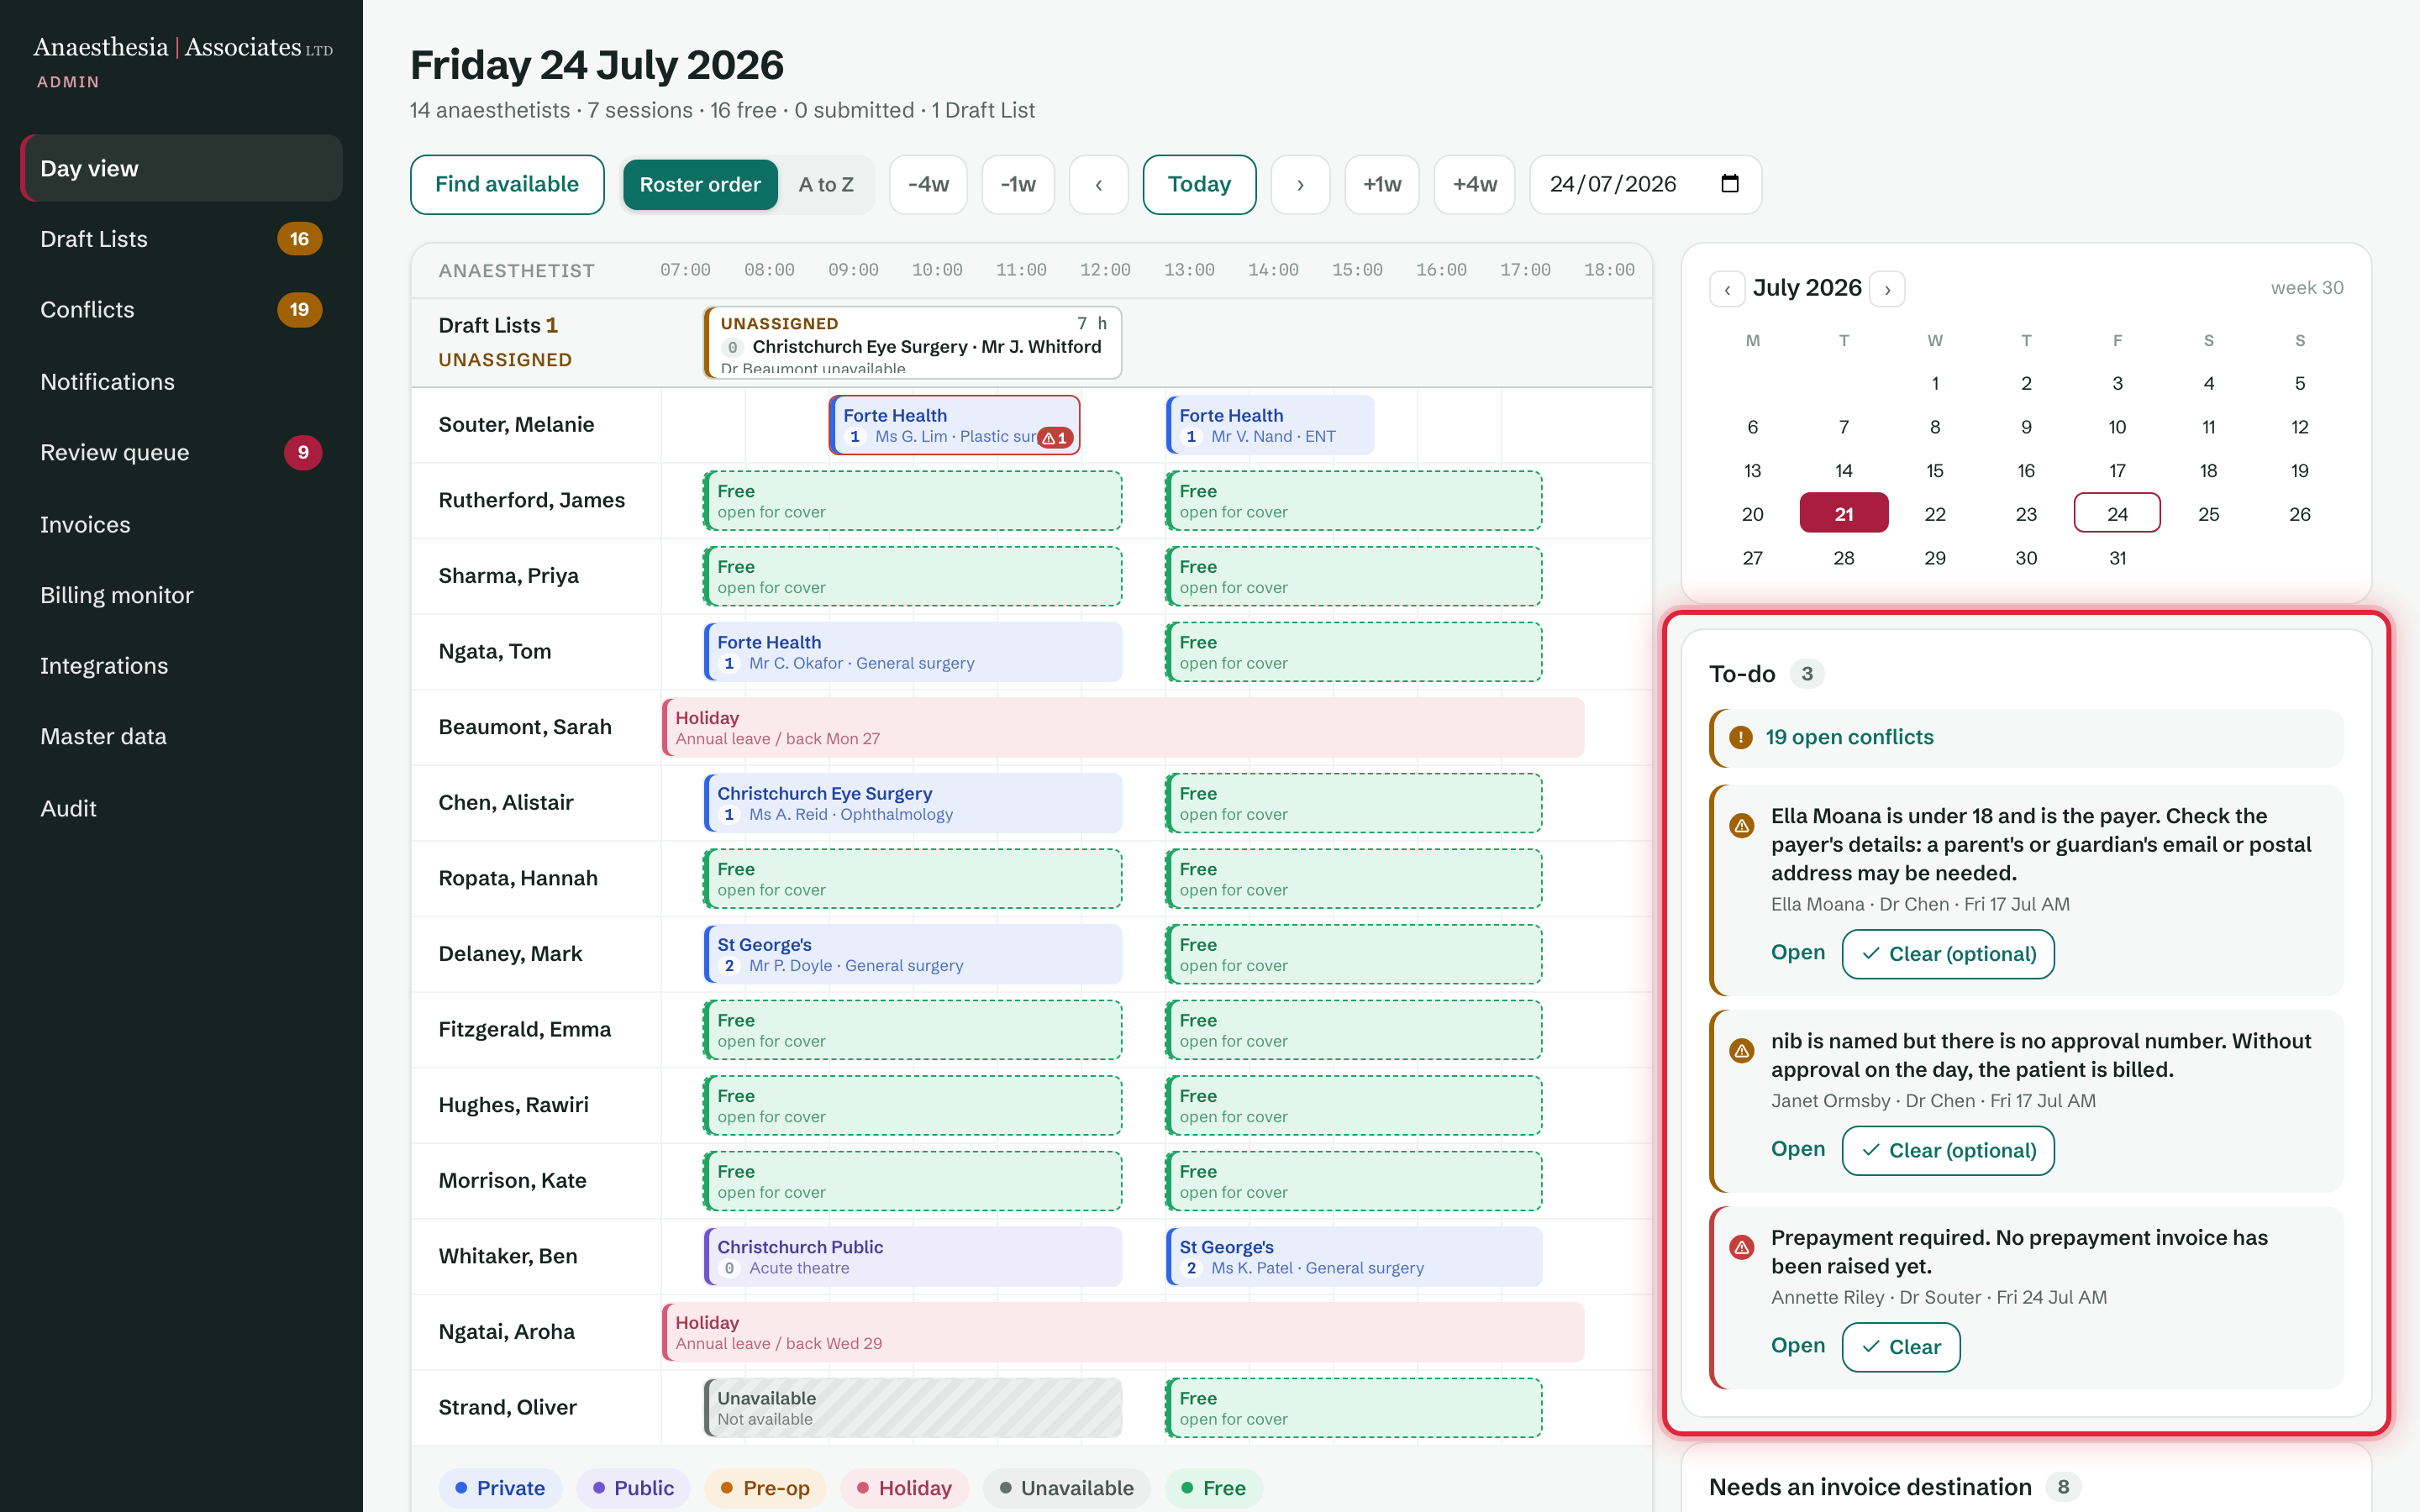 Anaesthesia | Associates LTD
ADMIN
Day view
Draft Lists 16
Conflicts 19
Notifications
Review queue 9
Invoices
Billing monitor
Integrations
Master data
Audit
Friday 24 July 2026
14 anaesthetists · 7 sessions · 16 free · 0 submitted · 1 Draft List
Find available
Roster order
A to Z
-4w
-1w
‹
Today
›
+1w
+4w
24/07/2026
ANAESTHETIST 07:00 08:00 09:00 10:00 11:00 12:00 13:00 14:00 15:00 16:00 17:00 18:00
Draft Lists 1
UNASSIGNED
UNASSIGNED 7 h
0 Christchurch Eye Surgery · Mr J. Whitford
Dr Beaumont unavailable
Souter, Melanie
Forte Health
1 Ms G. Lim · Plastic sur 1
Forte Health
1 Mr V. Nand · ENT
Rutherford, James
Free
open for cover
Free
open for cover
Sharma, Priya
Free
open for cover
Free
open for cover
Ngata, Tom
Forte Health
1 Mr C. Okafor · General surgery
Free
open for cover
Beaumont, Sarah
Holiday
Annual leave / back Mon 27
Chen, Alistair
Christchurch Eye Surgery
1 Ms A. Reid · Ophthalmology
Free
open for cover
Ropata, Hannah
Free
open for cover
Free
open for cover
Delaney, Mark
St George's
2 Mr P. Doyle · General surgery
Free
open for cover
Fitzgerald, Emma
Free
open for cover
Free
open for cover
Hughes, Rawiri
Free
open for cover
Free
open for cover
Morrison, Kate
Free
open for cover
Free
open for cover
Whitaker, Ben
Christchurch Public
0 Acute theatre
St George's
2 Ms K. Patel · General surgery
Ngatai, Aroha
Holiday
Annual leave / back Wed 29
Strand, Oliver
Unavailable
Not available
Free
open for cover
Private
Public
Pre-op
Holiday
Unavailable
Free
‹ July 2026 › week 30
M T W T F S S
1 2 3 4 5
6 7 8 9 10 11 12
13 14 15 16 17 18 19
20 21 22 23 24 25 26
27 28 29 30 31
To-do 3
19 open conflicts
Ella Moana is under 18 and is the payer. Check the
payer's details: a parent's or guardian's email or postal
address may be needed.
Ella Moana · Dr Chen · Fri 17 Jul AM
Open ✓ Clear (optional)
nib is named but there is no approval number. Without
approval on the day, the patient is billed.
Janet Ormsby · Dr Chen · Fri 17 Jul AM
Open ✓ Clear (optional)
Prepayment required. No prepayment invoice has
been raised yet.
Annette Riley · Dr Souter · Fri 24 Jul AM
Open ✓ Clear
Needs an invoice destination 8